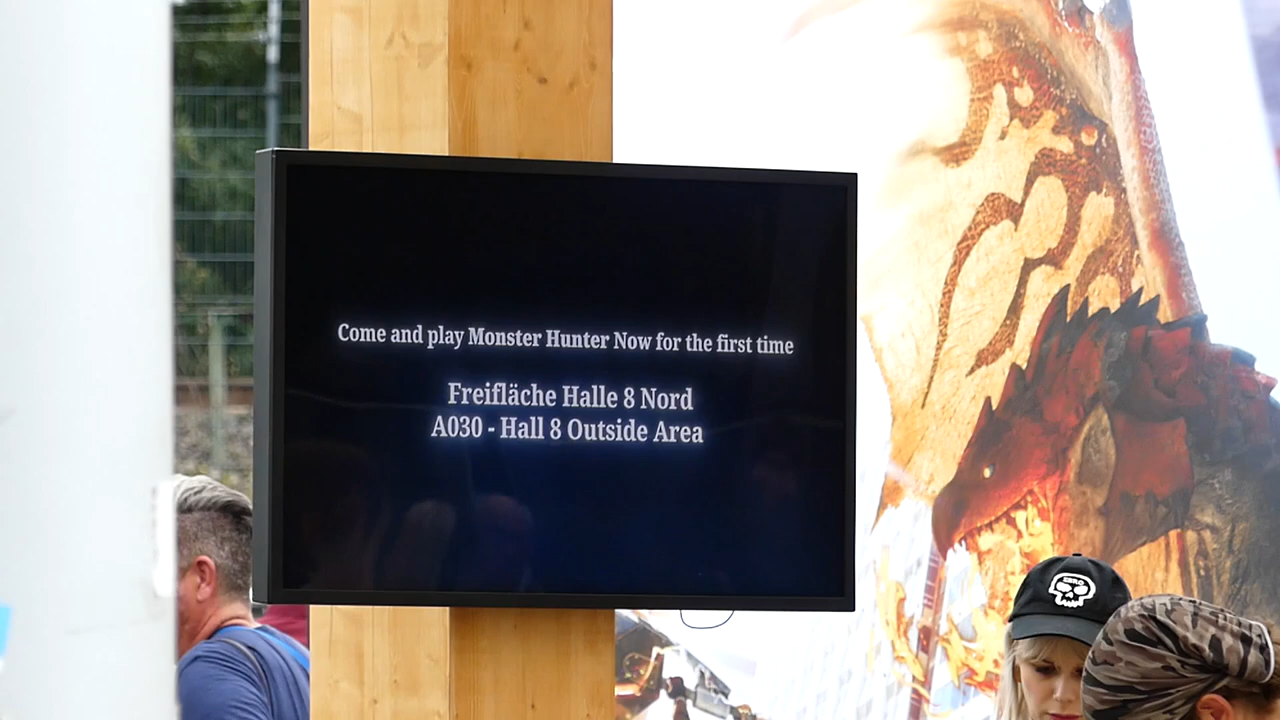 Come and play Monster Hunter Now for the first time
Freifläche Halle 8 Nord
A030 - Hall 8 Outside Area
ZERO